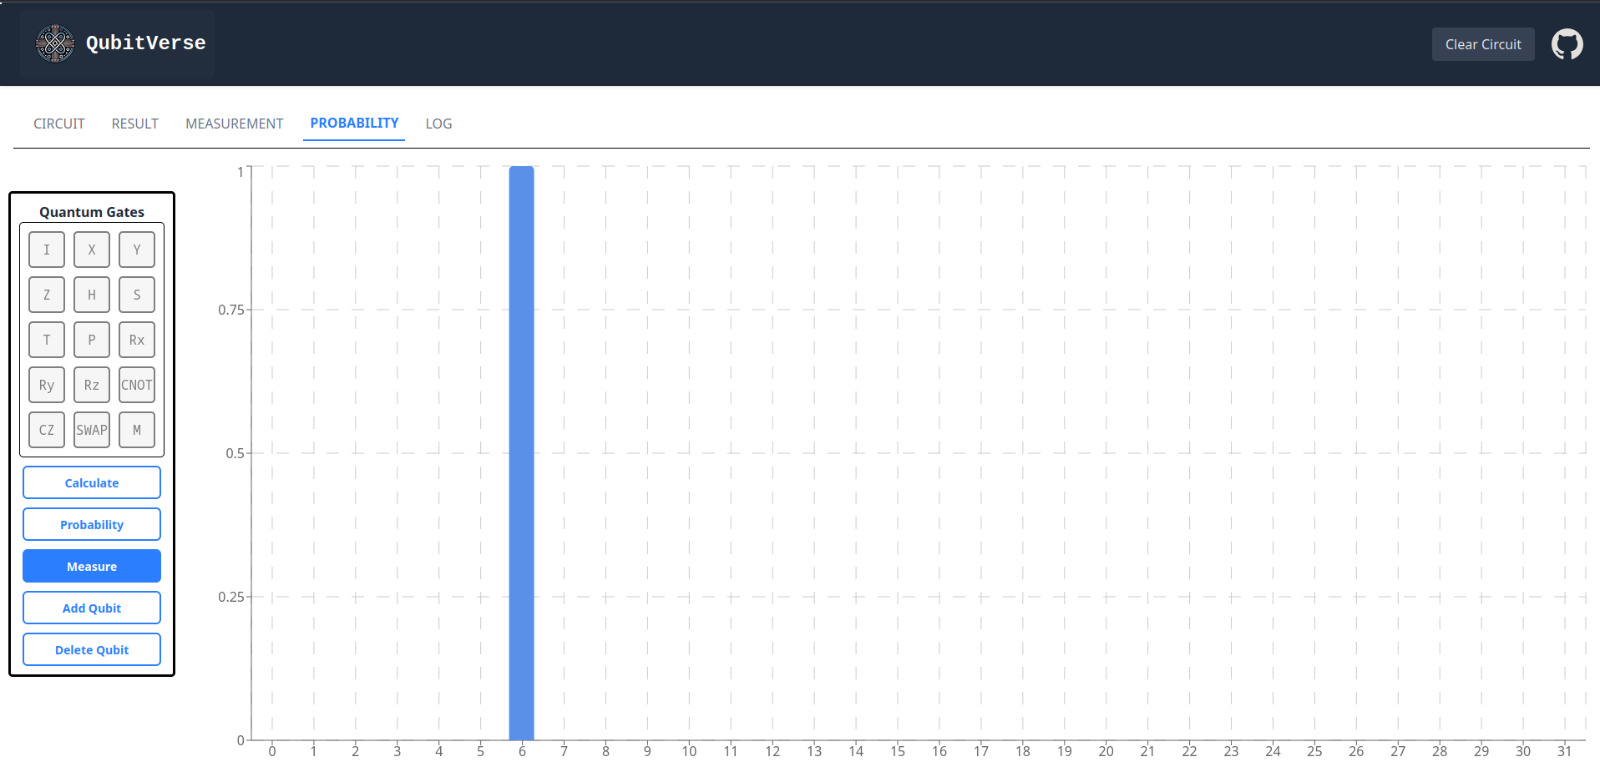 QubitVerse
Clear Circuit
CIRCUIT RESULT MEASUREMENT PROBABILITY LOG
Quantum Gates
I X Y
Z H S
T P Rx
Ry Rz CNOT
CZ SWAP M
Calculate
Probability
Measure
Add Qubit
Delete Qubit
1
0.75
0.5
0.25
0
0 1 2 3 4 5 6 7 8 9 10 11 12 13 14 15 16 17 18 19 20 21 22 23 24 25 26 27 28 29 30 31